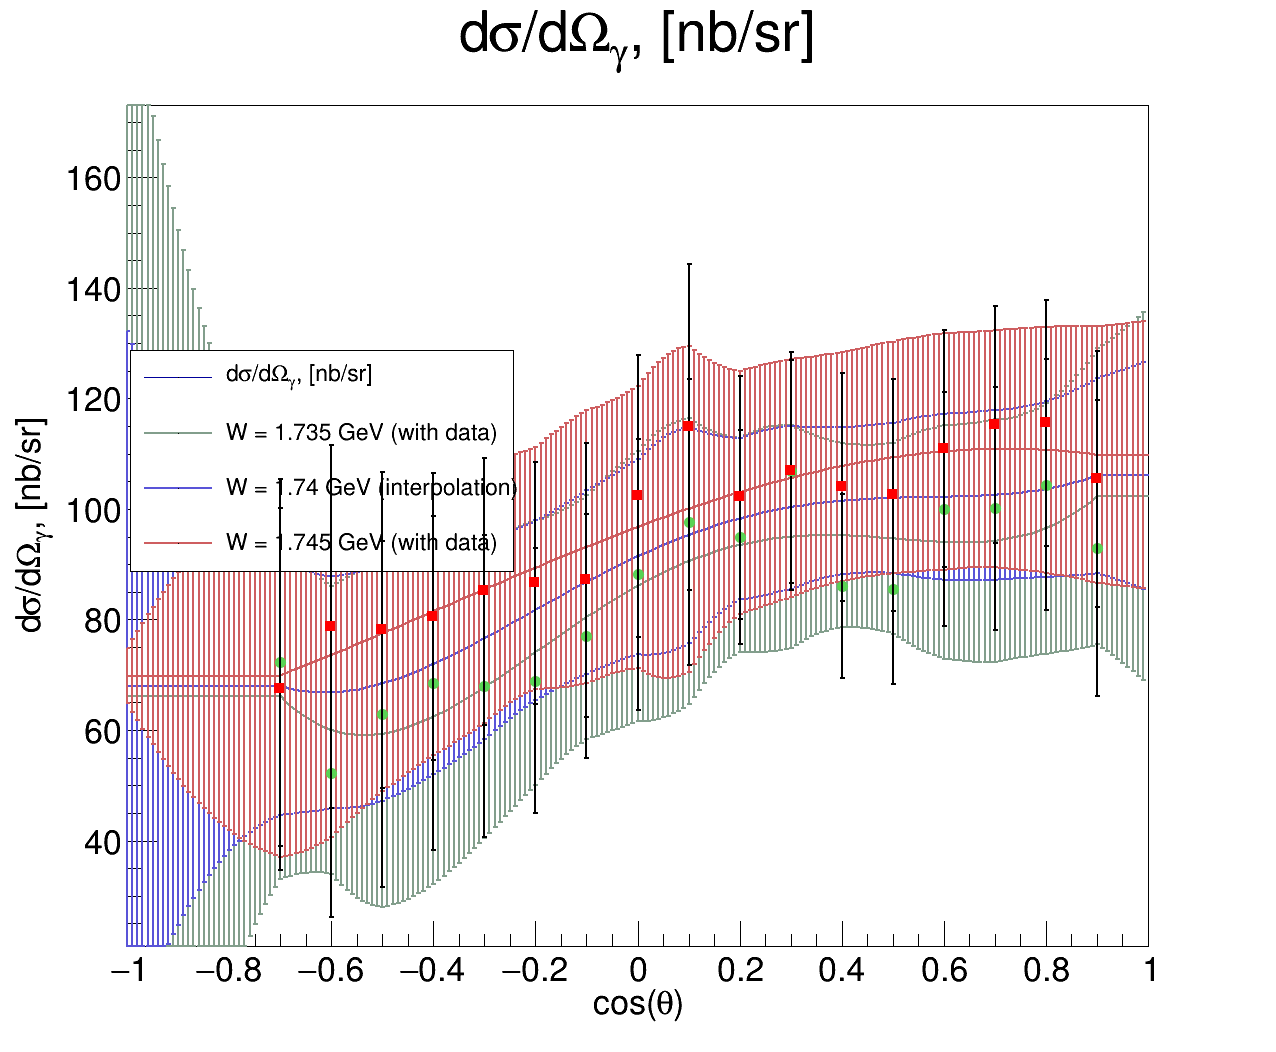 dσ/dΩγ, [nb/sr]
dσ/dΩγ, [nb/sr]
160
140
120
100
80
60
40
dσ/dΩγ, [nb/sr]
W = 1.735 GeV (with data)
W = 1.74 GeV (interpolation)
W = 1.745 GeV (with data)
−1 −0.8 −0.6 −0.4 −0.2 0 0.2 0.4 0.6 0.8 1
cos(θ)